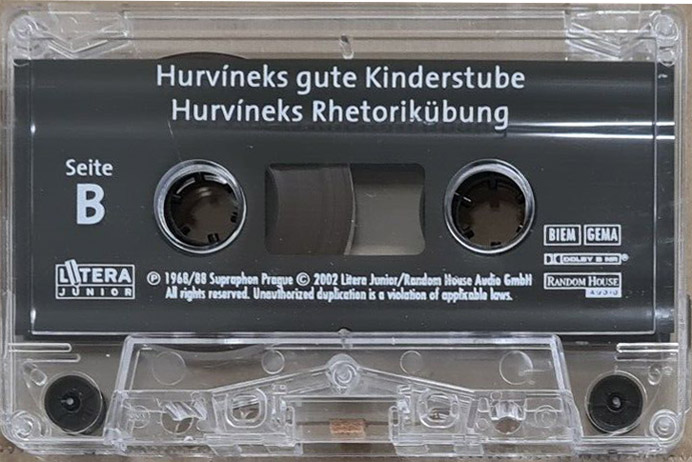 Hurvíneks gute Kinderstube
Hurvíneks Rhetorikübung
Seite
B
BIEM GEMA
DOLBY B NR®
LITERA
JUNIOR
℗ 1968/88 Supraphon Prague © 2002 Litera Junior/Random House Audio GmbH
All rights reserved. Unauthorized duplication is a violation of applicable laws.
RANDOM HOUSE
AUDIO